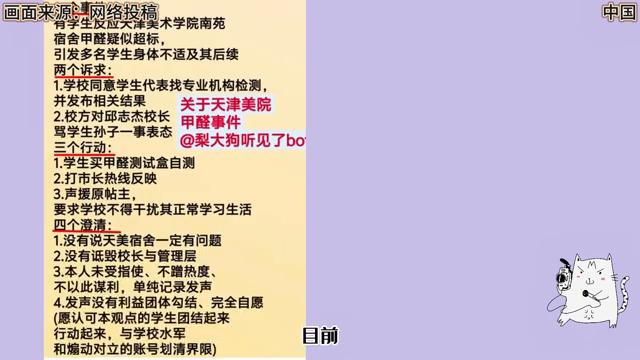 画面来源：网络投稿
中国
有学生反应天津美术学院南苑
宿舍甲醛疑似超标，
引发多名学生身体不适及其后续
两个诉求：
1.学校同意学生代表找专业机构检测，
并发布相关结果
2.校方对邱志杰校长
骂学生孙子一事表态
关于天津美院
甲醛事件
@梨大狗听见了bo
三个行动：
1.学生买甲醛测试盒自测
2.打市长热线反映
3.声援原帖主，
要求学校不得干扰其正常学习生活
四个澄清：
1.没有说天美宿舍一定有问题
2.没有诋毁校长与管理层
3.本人未受指使、不蹭热度、
不以此谋利，单纯记录发声
4.发声没有利益团体勾结、完全自愿
(愿认可本观点的学生团结起来
行动起来，与学校水军
和煽动对立的账号划清界限)
目前